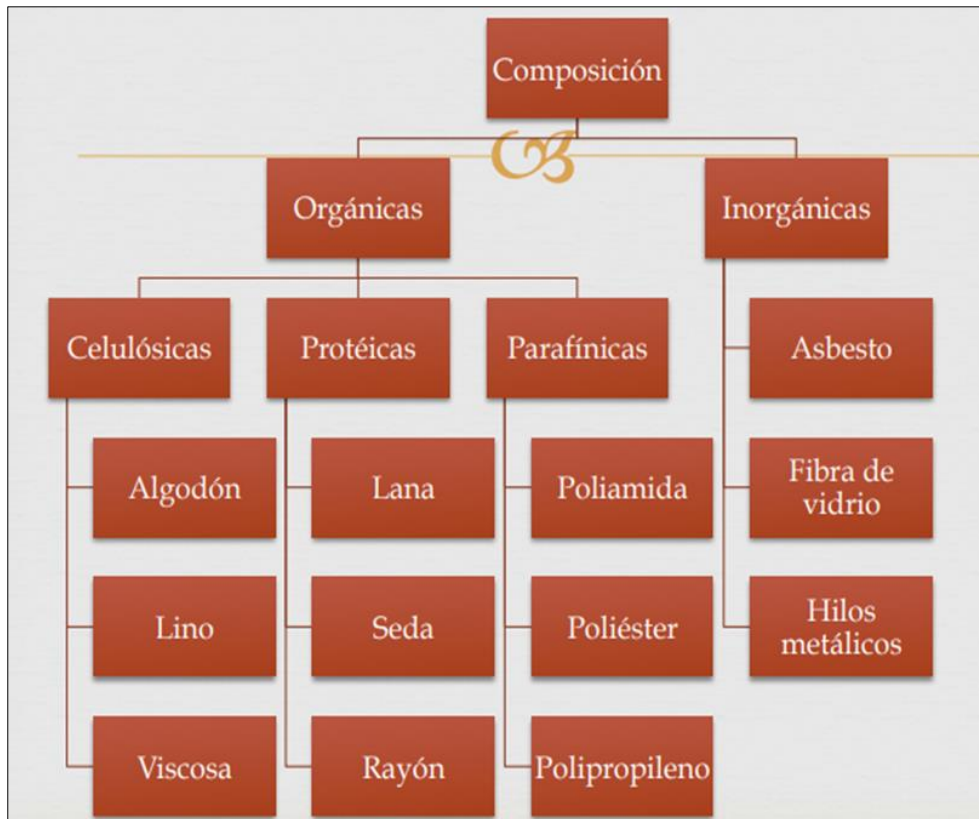 Composición
Orgánicas
Inorgánicas
Celulósicas
Protéicas
Parafínicas
Asbesto
Algodón
Lana
Poliamida
Fibra de
vidrio
Lino
Seda
Poliéster
Hilos
metálicos
Viscosa
Rayón
Polipropileno